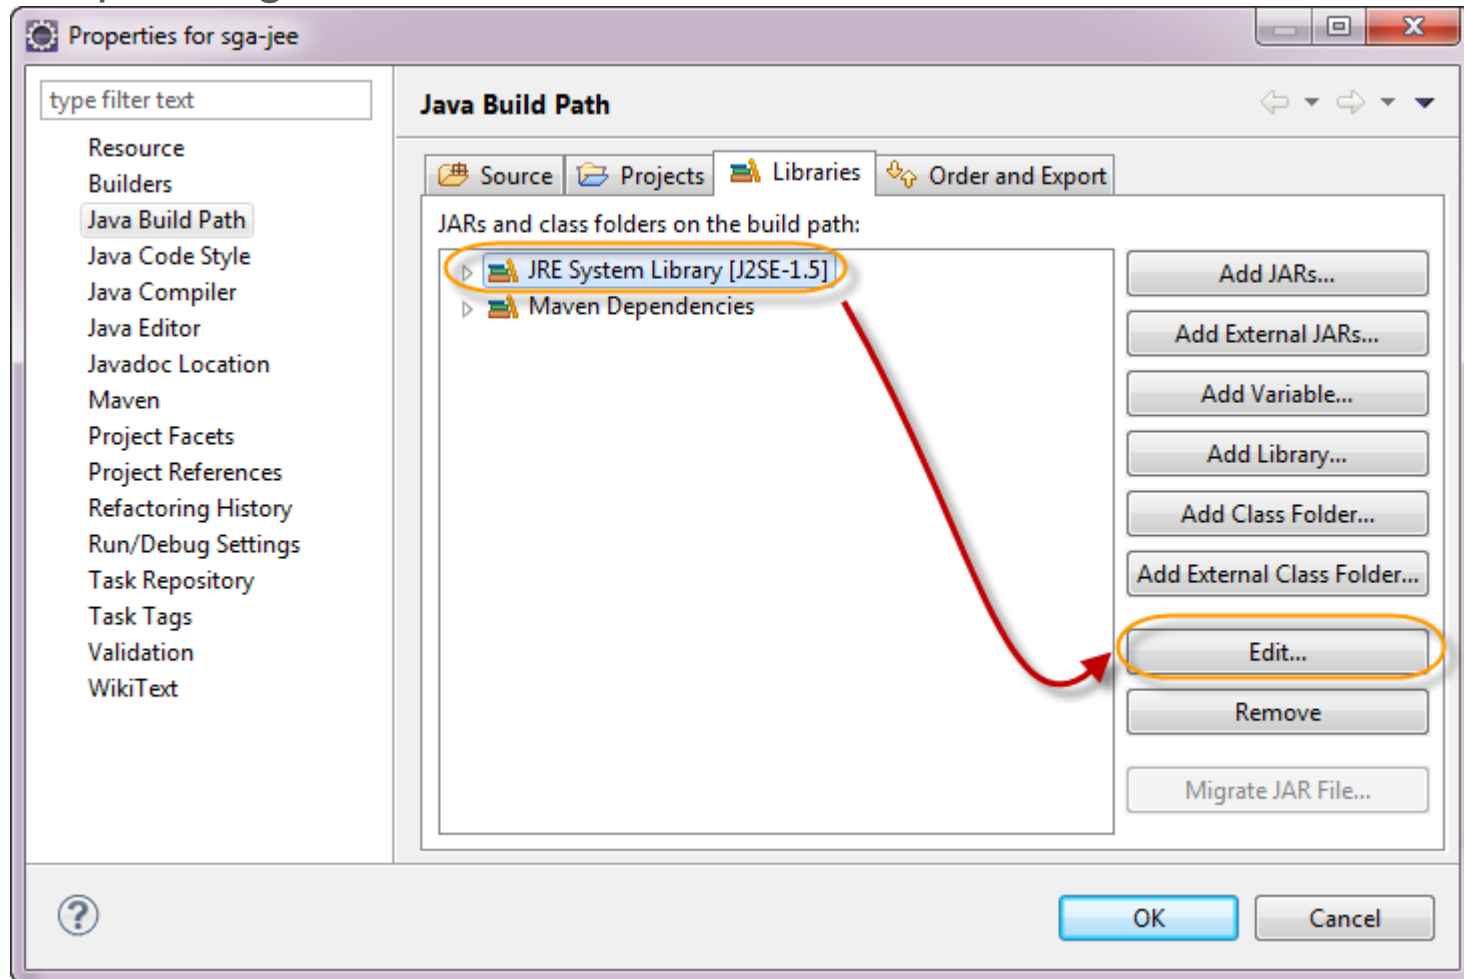 Properties for sga-jee
type filter text
Resource
Builders
Java Build Path
Java Code Style
Java Compiler
Java Editor
Javadoc Location
Maven
Project Facets
Project References
Refactoring History
Run/Debug Settings
Task Repository
Task Tags
Validation
WikiText
Java Build Path
Source Projects Libraries Order and Export
JARs and class folders on the build path:
JRE System Library [J2SE-1.5]
Maven Dependencies
Add JARs...
Add External JARs...
Add Variable...
Add Library...
Add Class Folder...
Add External Class Folder...
Edit...
Remove
Migrate JAR File...
OK Cancel